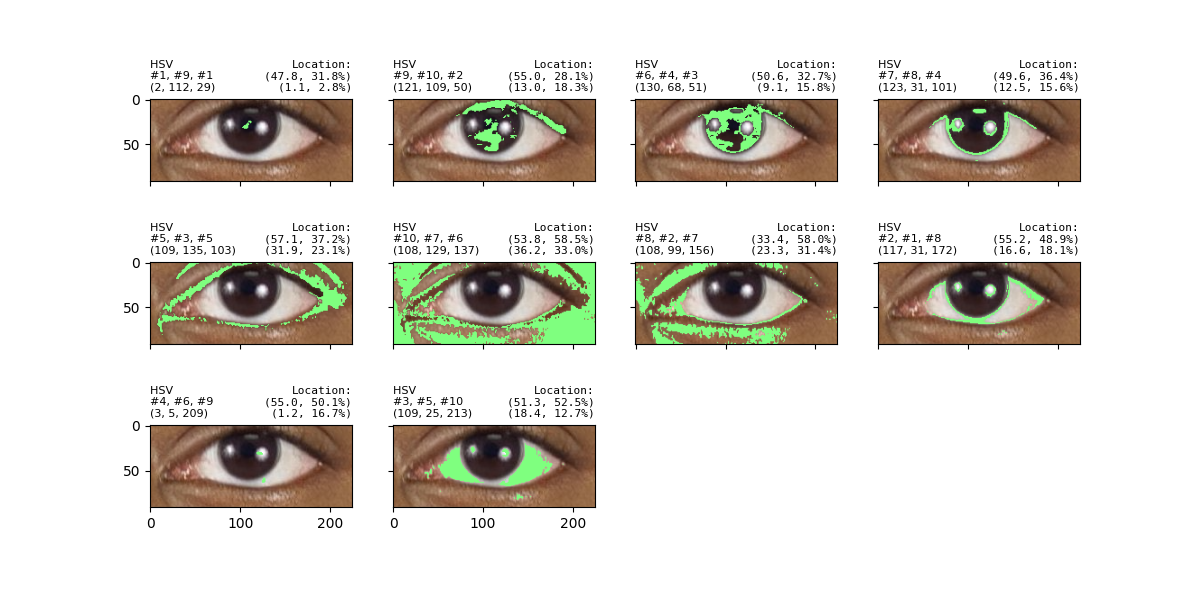 HSV Location:
#1, #9, #1 (47.8, 31.8%)
(2, 112, 29) (1.1, 2.8%)
HSV Location:
#9, #10, #2 (55.0, 28.1%)
(121, 109, 50) (13.0, 18.3%)
HSV Location:
#6, #4, #3 (50.6, 32.7%)
(130, 68, 51) (9.1, 15.8%)
HSV Location:
#7, #8, #4 (49.6, 36.4%)
(123, 31, 101) (12.5, 15.6%)
0
50
HSV Location:
#5, #3, #5 (57.1, 37.2%)
(109, 135, 103) (31.9, 23.1%)
HSV Location:
#10, #7, #6 (53.8, 58.5%)
(108, 129, 137) (36.2, 33.0%)
HSV Location:
#8, #2, #7 (33.4, 58.0%)
(108, 99, 156) (23.3, 31.4%)
HSV Location:
#2, #1, #8 (55.2, 48.9%)
(117, 31, 172) (16.6, 18.1%)
0
50
HSV Location:
#4, #6, #9 (55.0, 50.1%)
(3, 5, 209) (1.2, 16.7%)
HSV Location:
#3, #5, #10 (51.3, 52.5%)
(109, 25, 213) (18.4, 12.7%)
0
50
0 100 200
0 100 200